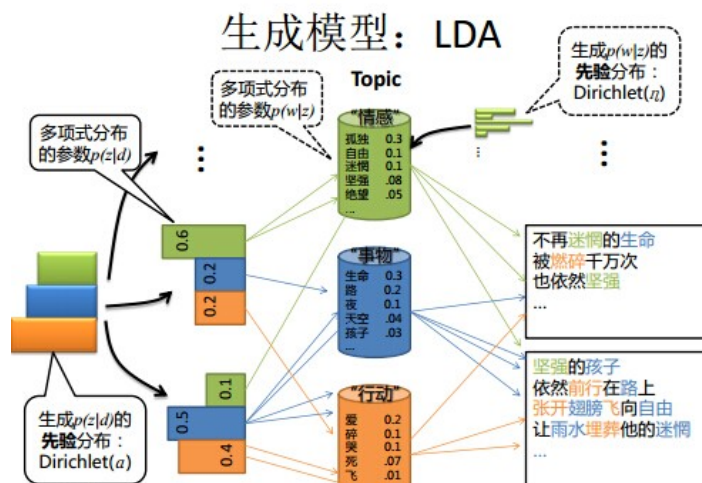 生成模型：LDA
多项式分布
的参数p(z|d)
...
多项式分布
的参数p(w|z)
Topic
生成p(w|z)的
先验分布：
Dirichlet(η)
...
...
"情感"
孤独 0.3
自由 0.1
迷惘 0.1
坚强 .08
绝望 .05
...
0.6
0.2
0.2
"事物"
生命 0.3
路 0.2
夜 0.1
天空 .04
孩子 .03
...
不再迷惘的生命
被燃碎千万次
也依然坚强
...
0.1
0.5
0.4
"行动"
爱 0.2
碎 0.1
哭 0.1
死 .07
飞 .01
坚强的孩子
依然前行在路上
张开翅膀飞向自由
让雨水埋葬他的迷惘
...
生成p(z|d)的
先验分布：
Dirichlet(a)